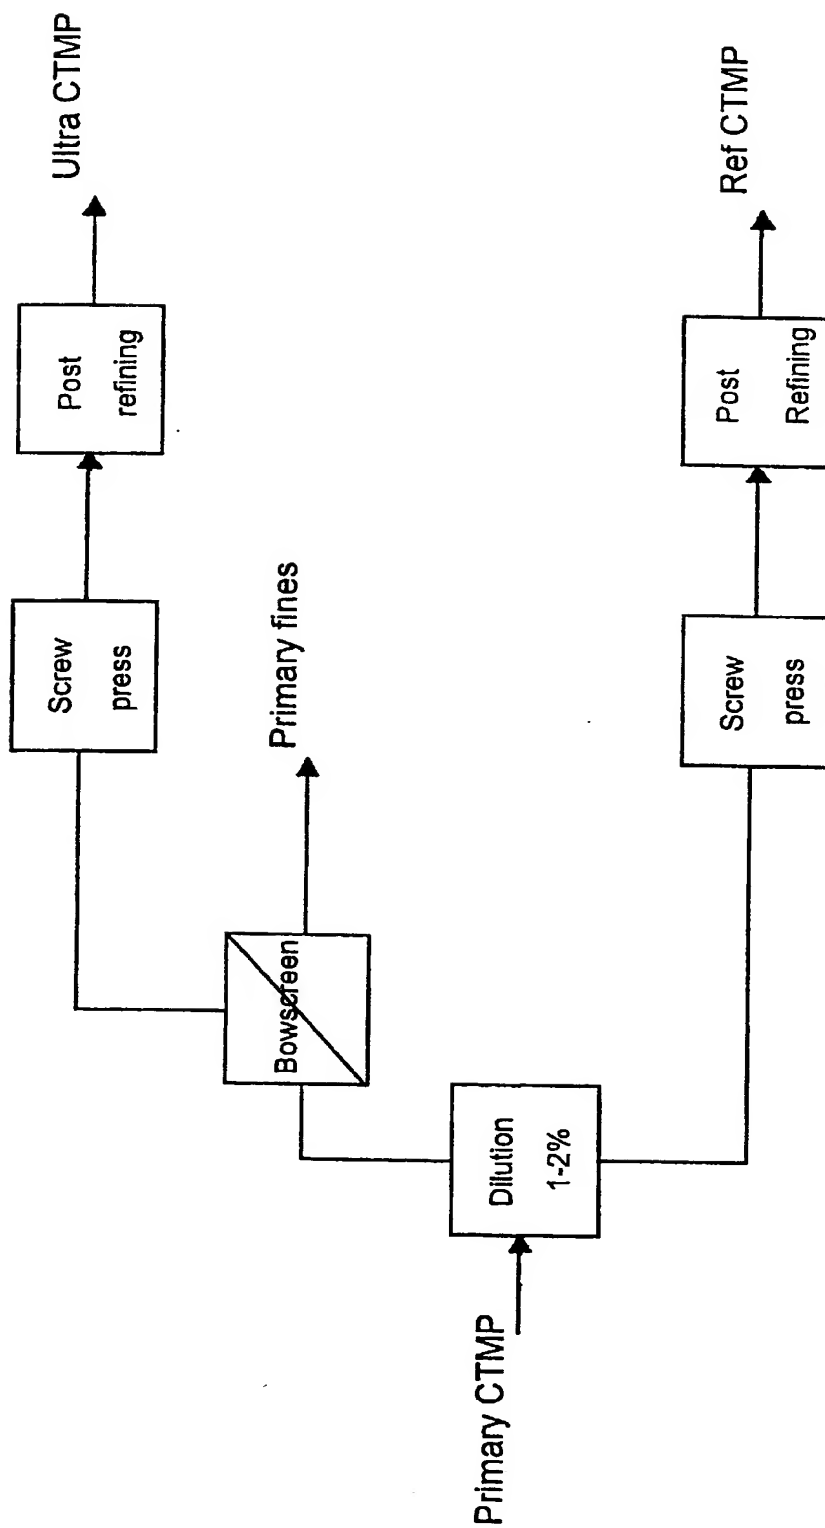 Primary CTMP
Dilution
1-2%
Bowscreen
Primary fines
Screw
press
Post
refining
Ultra CTMP
Screw
press
Post
Refining
Ref CTMP